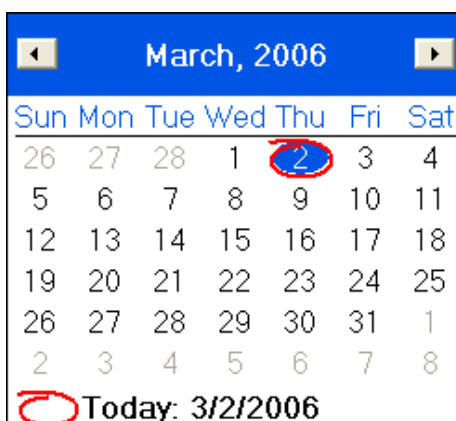 March, 2006
Sun Mon Tue Wed Thu Fri Sat
26 27 28 1 2 3 4
5 6 7 8 9 10 11
12 13 14 15 16 17 18
19 20 21 22 23 24 25
26 27 28 29 30 31 1
2 3 4 5 6 7 8
Today: 3/2/2006